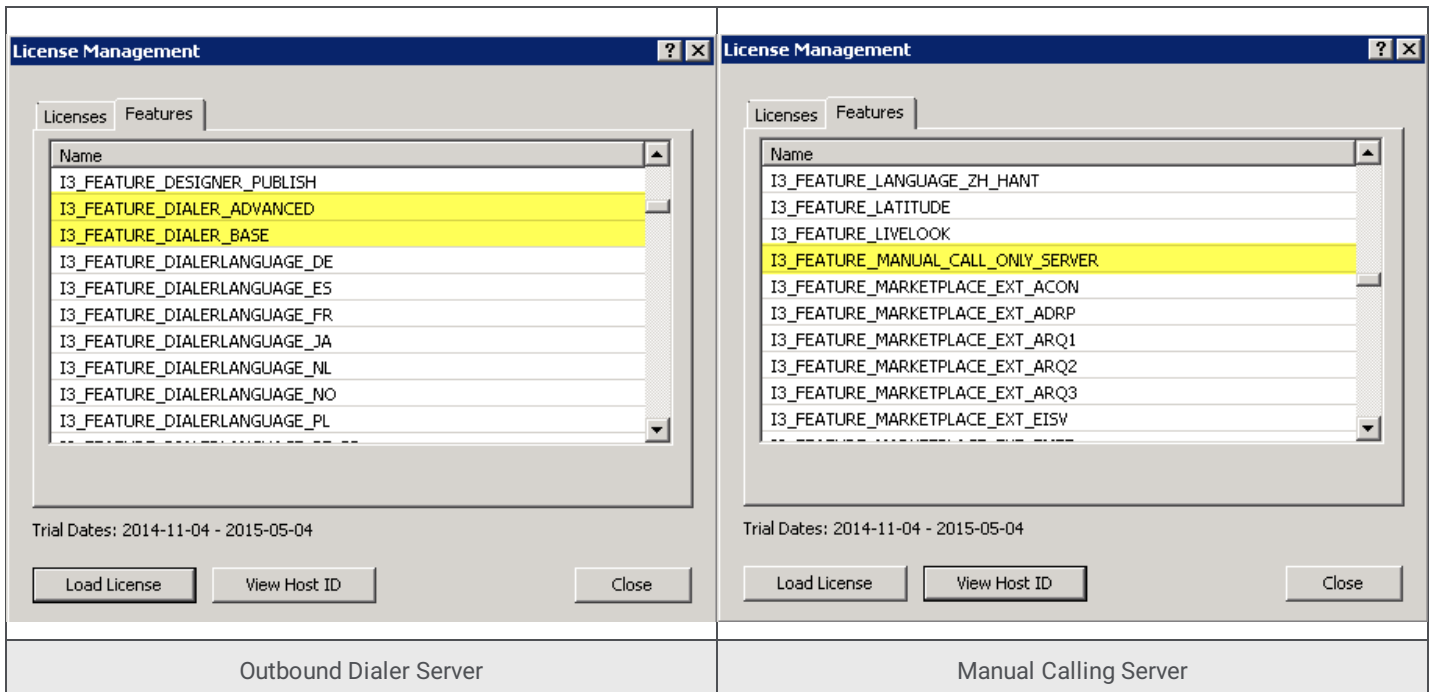 License Management
Licenses
Features
Name
I3_FEATURE_DESIGNER_PUBLISH
I3_FEATURE_DIALER_ADVANCED
I3_FEATURE_DIALER_BASE
I3_FEATURE_DIALERLANGUAGE_DE
I3_FEATURE_DIALERLANGUAGE_ES
I3_FEATURE_DIALERLANGUAGE_FR
I3_FEATURE_DIALERLANGUAGE_JA
I3_FEATURE_DIALERLANGUAGE_NL
I3_FEATURE_DIALERLANGUAGE_NO
I3_FEATURE_DIALERLANGUAGE_PL
Trial Dates: 2014-11-04 - 2015-05-04
Load License
View Host ID
Close
Outbound Dialer Server
License Management
Licenses
Features
Name
I3_FEATURE_LANGUAGE_ZH_HANT
I3_FEATURE_LATITUDE
I3_FEATURE_LIVELOOK
I3_FEATURE_MANUAL_CALL_ONLY_SERVER
I3_FEATURE_MARKETPLACE_EXT_ACON
I3_FEATURE_MARKETPLACE_EXT_ADRP
I3_FEATURE_MARKETPLACE_EXT_ARQ1
I3_FEATURE_MARKETPLACE_EXT_ARQ2
I3_FEATURE_MARKETPLACE_EXT_ARQ3
I3_FEATURE_MARKETPLACE_EXT_EISV
Trial Dates: 2014-11-04 - 2015-05-04
Load License
View Host ID
Close
Manual Calling Server